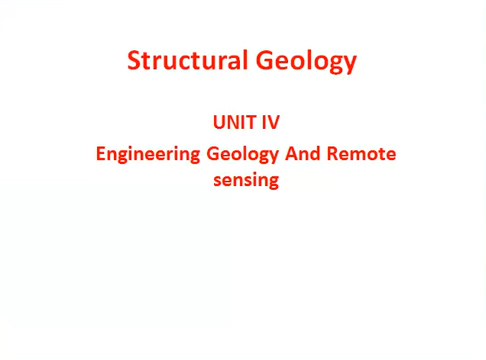 Structural Geology
UNIT IV
Engineering Geology And Remote
sensing